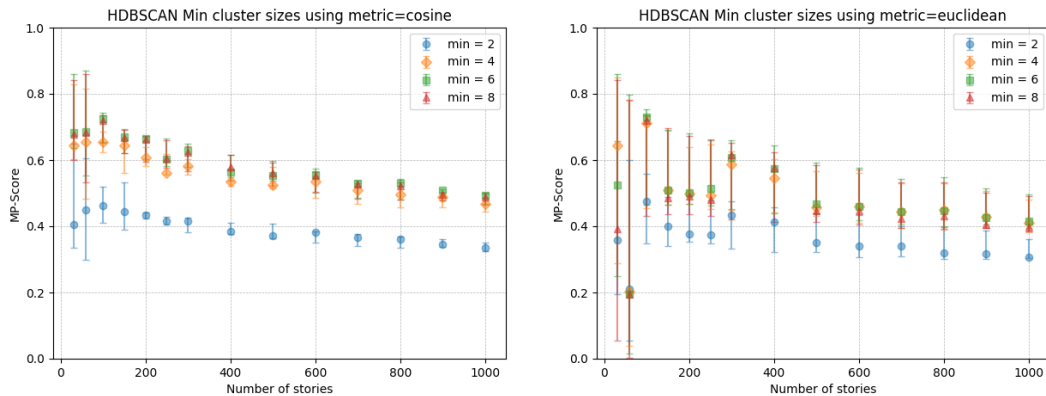 HDBSCAN Min cluster sizes using metric=cosine
1.0
0.8
0.6
0.4
0.2
0.0
MP-Score
0
200
400
600
800
1000
Number of stories
min = 2
min = 4
min = 6
min = 8
HDBSCAN Min cluster sizes using metric=euclidean
1.0
0.8
0.6
0.4
0.2
0.0
MP-Score
0
200
400
600
800
1000
Number of stories
min = 2
min = 4
min = 6
min = 8